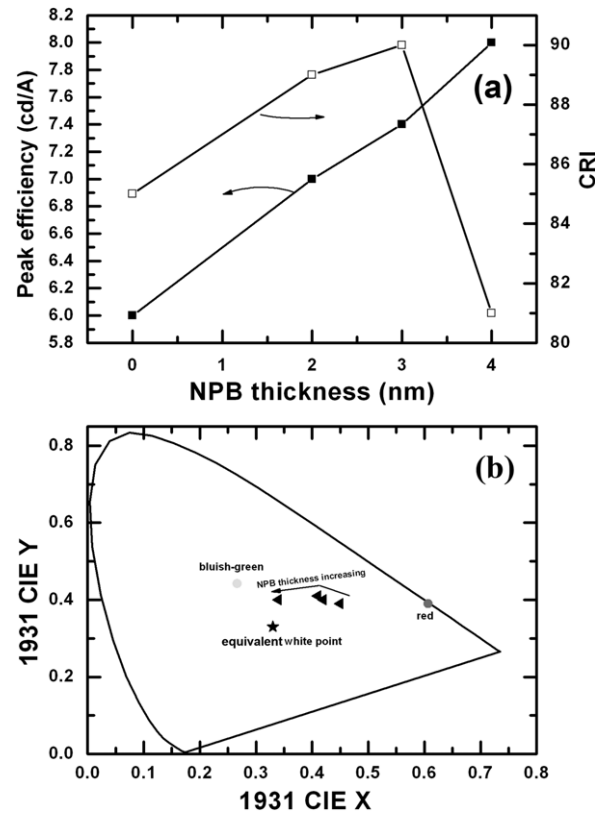 (a)
Peak efficiency (cd/A)
8.0
7.8
7.6
7.4
7.2
7.0
6.8
6.6
6.4
6.2
6.0
5.8
90
88
86
84
82
80
CRI
0 1 2 3 4
NPB thickness (nm)
(b)
1931 CIE Y
0.8
0.6
0.4
0.2
0.0
bluish-green
NPB thickness increasing
red
equivalent white point
0.0 0.1 0.2 0.3 0.4 0.5 0.6 0.7 0.8
1931 CIE X